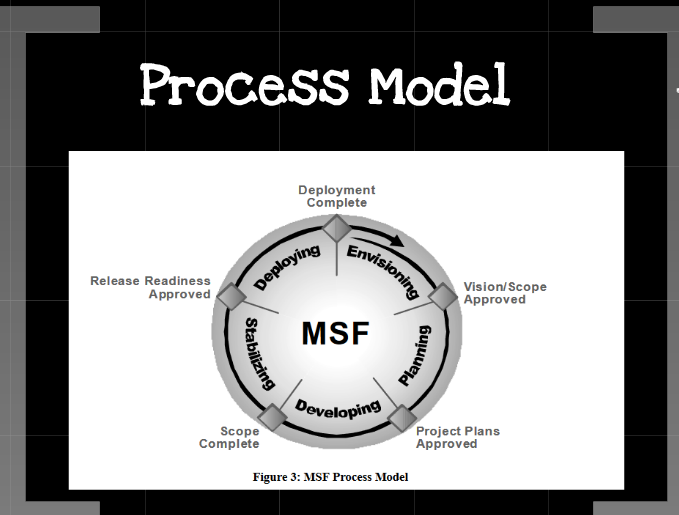 Process Model
Deployment
Complete
Deploying
Envisioning
Release Readiness
Approved
Vision/Scope
Approved
MSF
Stabilizing
Planning
Developing
Scope
Complete
Project Plans
Approved
Figure 3: MSF Process Model